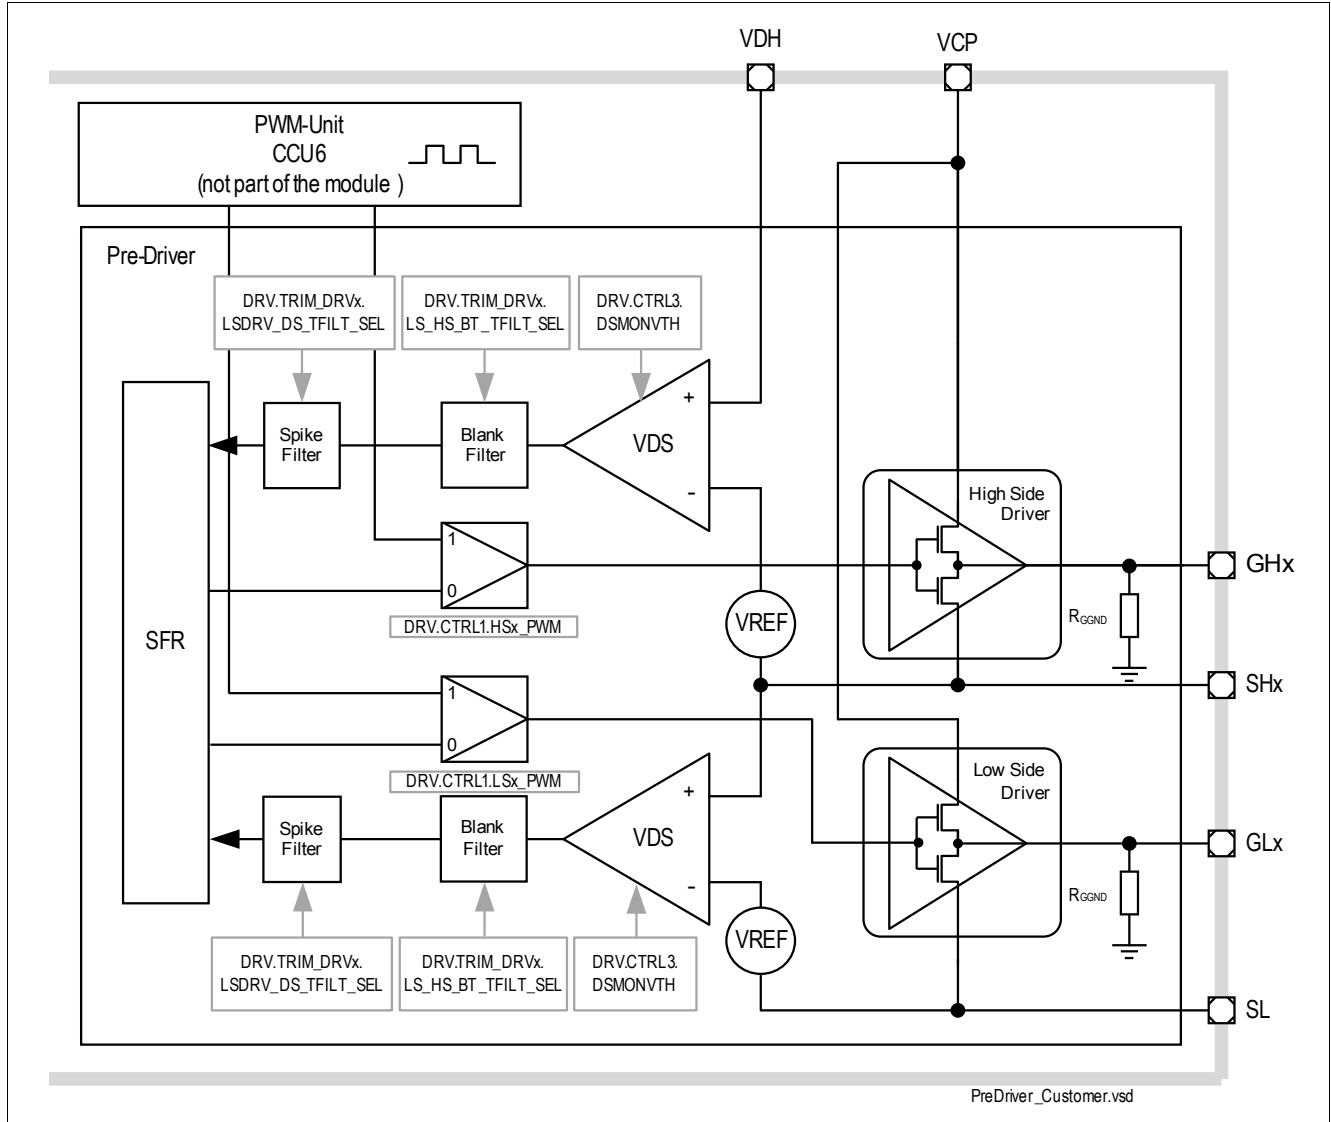 VDH
VCP
PWM-Unit
CCU6
(not part of the module )
Pre-Driver
DRV.TRIM_DRVx.
LSDRV_DS_TFILT_SEL
DRV.TRIM_DRVx.
LS_HS_BT_TFILT_SEL
DRV.CTRL3.
DSMONVTH
Spike
Filter
Blank
Filter
+
VDS
-
High Side
Driver
1
0
DRV.CTRL1.HSx_PWM
VREF
RGGND
GHx
SFR
SHx
1
0
DRV.CTRL1.LSx_PWM
Low Side
Driver
Spike
Filter
Blank
Filter
+
VDS
-
VREF
RGGND
GLx
DRV.TRIM_DRVx.
LSDRV_DS_TFILT_SEL
DRV.TRIM_DRVx.
LS_HS_BT_TFILT_SEL
DRV.CTRL3.
DSMONVTH
SL
PreDriver_Customer.vsd